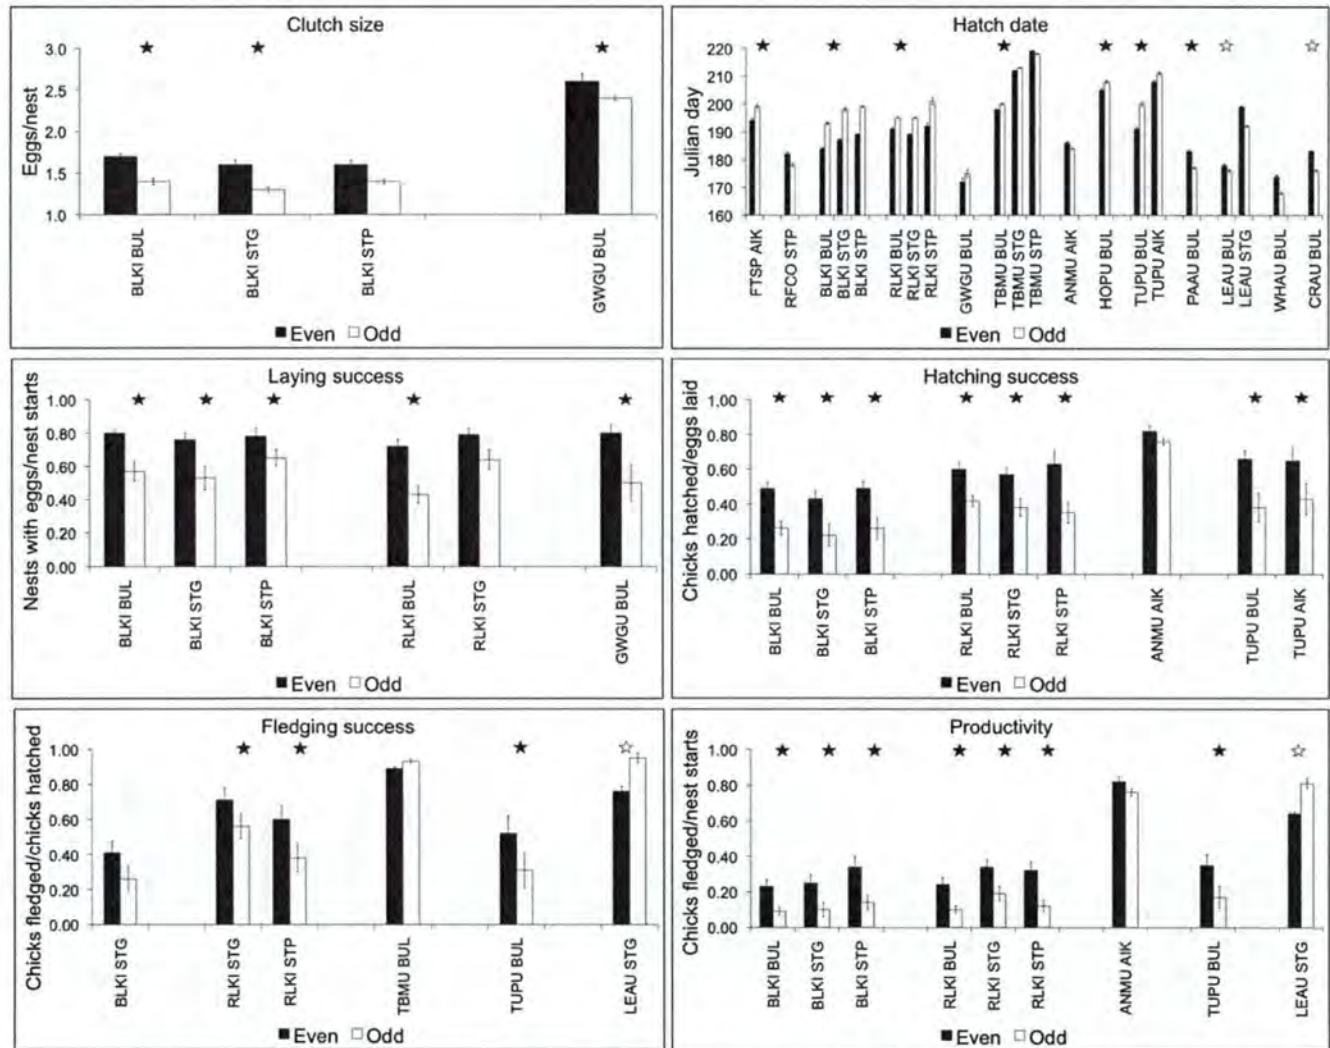 Clutch size
Eggs/nest
3.0
2.5
2.0
1.5
1.0
BLKI BUL
BLKI STG
BLKI STP
GWGU BUL
Even Odd
Hatch date
Julian day
220
210
200
190
180
170
160
FTSP AIK
RFCO STP
BLKI BUL
BLKI STG
BLKI STP
RLKI BUL
RLKI STG
RLKI STP
GWGU BUL
TBMU BUL
TBMU STG
TBMU STP
ANMU AIK
HOPU BUL
TUPU BUL
TUPU AIK
PAAU BUL
LEAU BUL
LEAU STG
WHAU BUL
CRAU BUL
Even Odd
Laying success
Nests with eggs/nest starts
1.00
0.80
0.60
0.40
0.20
0.00
BLKI BUL
BLKI STG
BLKI STP
RLKI BUL
RLKI STG
GWGU BUL
Even Odd
Hatching success
Chicks hatched/eggs laid
1.00
0.80
0.60
0.40
0.20
0.00
BLKI BUL
BLKI STG
BLKI STP
RLKI BUL
RLKI STG
RLKI STP
ANMU AIK
TUPU BUL
TUPU AIK
Even Odd
Fledging success
Chicks fledged/chicks hatched
1.00
0.80
0.60
0.40
0.20
0.00
BLKI STG
RLKI STG
RLKI STP
TBMU BUL
TUPU BUL
LEAU STG
Even Odd
Productivity
Chicks fledged/nest starts
1.00
0.80
0.60
0.40
0.20
0.00
BLKI BUL
BLKI STG
BLKI STP
RLKI BUL
RLKI STG
RLKI STP
ANMU AIK
TUPU BUL
LEAU STG
Even Odd